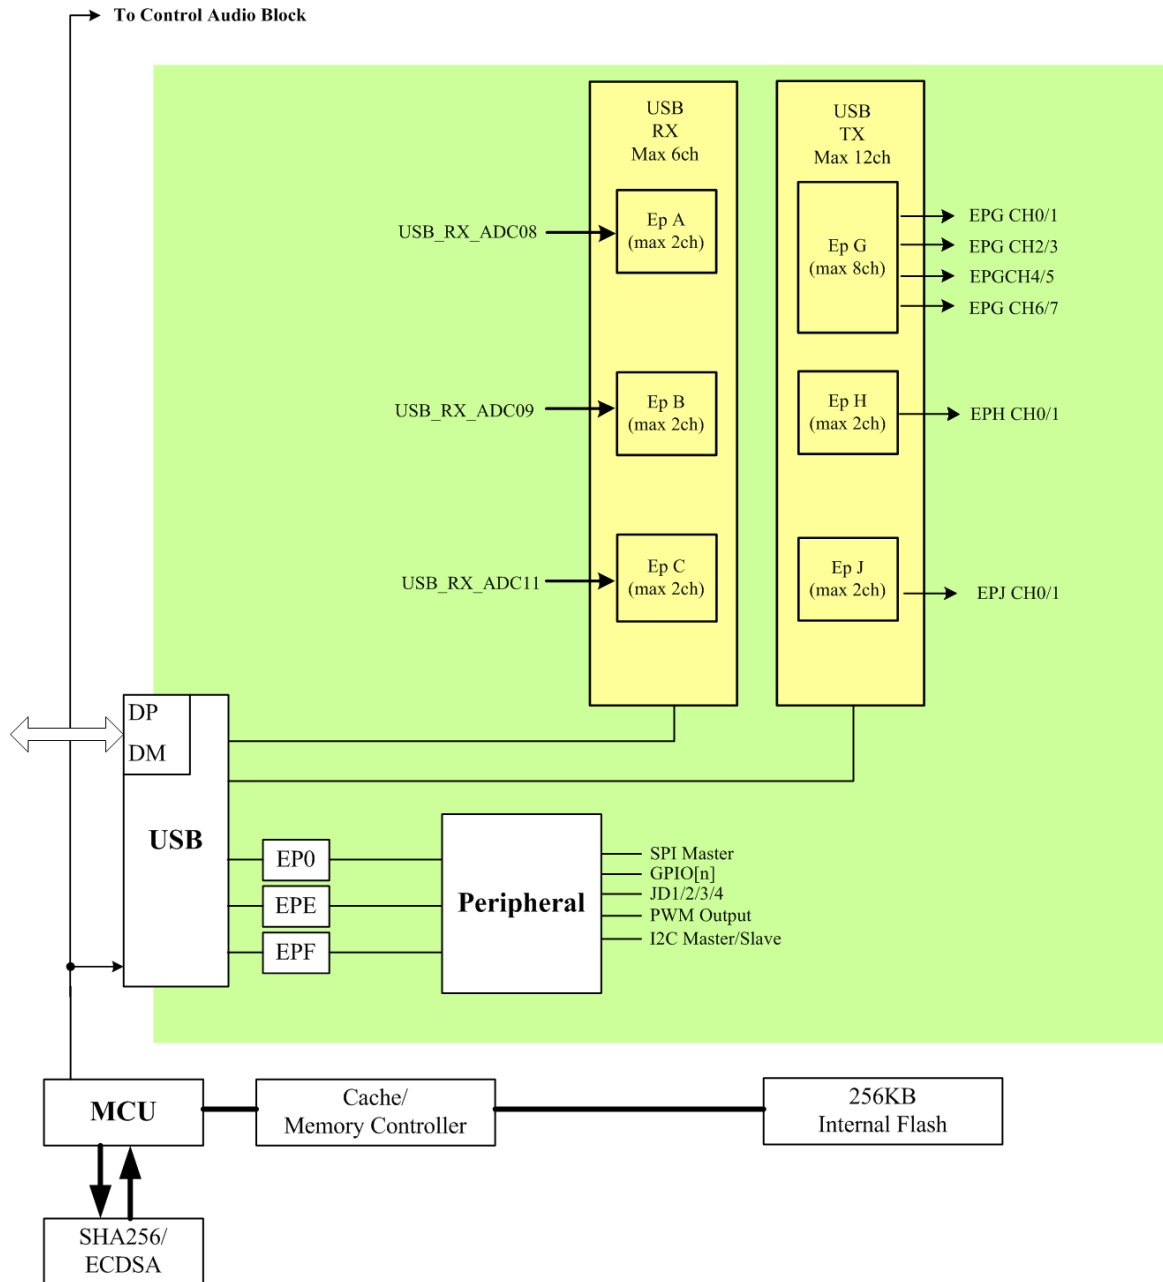 To Control Audio Block
USB
RX
Max 6ch
USB
TX
Max 12ch
USB_RX_ADC08
Ep A
(max 2ch)
Ep G
(max 8ch)
EPG CH0/1
EPG CH2/3
EPGCH4/5
EPG CH6/7
USB_RX_ADC09
Ep B
(max 2ch)
Ep H
(max 2ch)
EPH CH0/1
USB_RX_ADC11
Ep C
(max 2ch)
Ep J
(max 2ch)
EPJ CH0/1
DP
DM
USB
EP0
EPE
EPF
Peripheral
SPI Master
GPIO[n]
JD1/2/3/4
PWM Output
I2C Master/Slave
MCU
Cache/
Memory Controller
256KB
Internal Flash
SHA256/
ECDSA